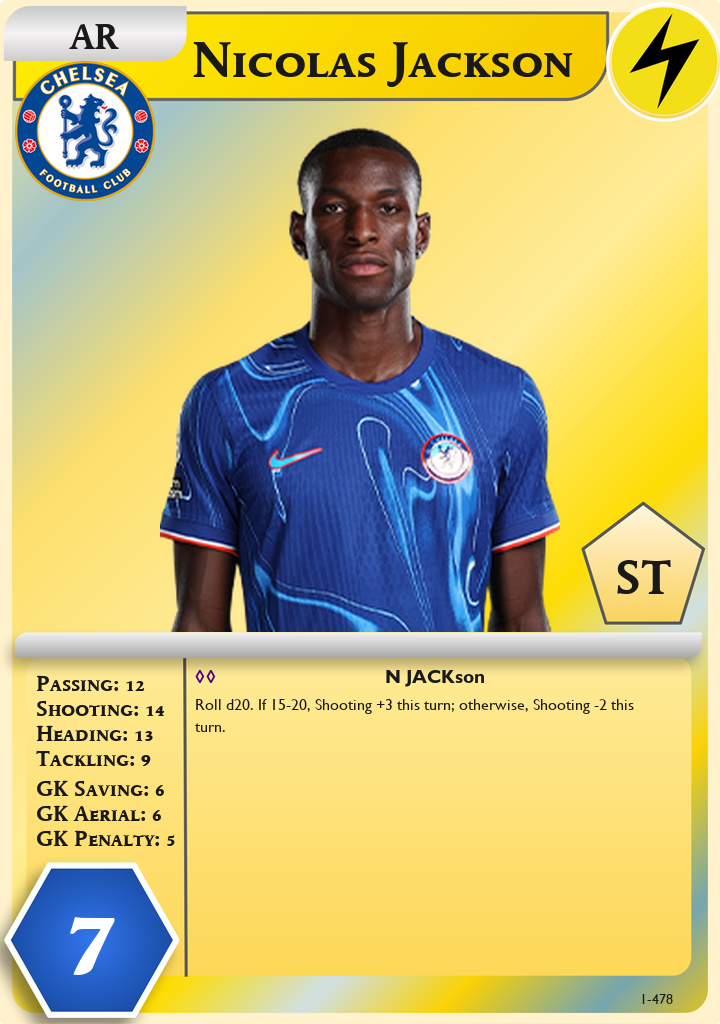 AR
Nicolas Jackson
CHELSEA
FOOTBALL CLUB
ST
Passing: 12
Shooting: 14
Heading: 13
Tackling: 9
GK Saving: 6
GK Aerial: 6
GK Penalty: 5
7
N JACKson
Roll d20. If 15-20, Shooting +3 this turn; otherwise, Shooting -2 this
turn.
1-478